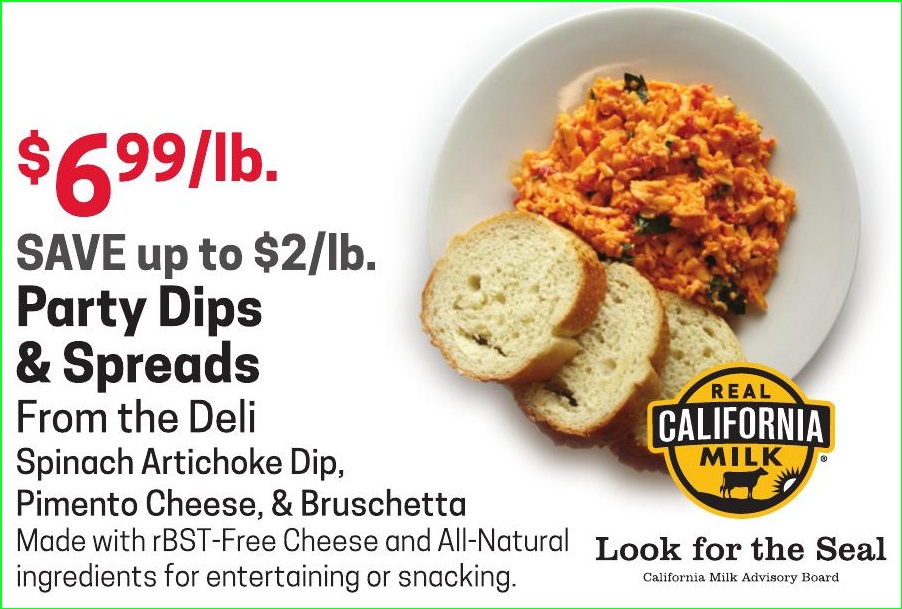 $6.99/lb.
SAVE up to $2/lb.
Party Dips
& Spreads
From the Deli
Spinach Artichoke Dip,
Pimento Cheese, & Bruschetta
Made with rBST-Free Cheese and All-Natural
ingredients for entertaining or snacking.
REAL
CALIFORNIA
MILK
®
Look for the Seal
California Milk Advisory Board